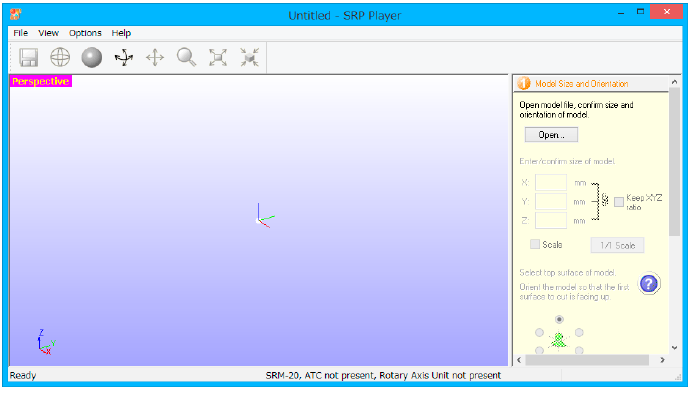 Untitled - SRP Player
File View Options Help
Perspective
1 Model Size and Orientation
Open model file, confirm size and
orientation of model.
Open...
Enter/confirm size of model.
X: mm
Y: mm
Z: mm
Keep XYZ
ratio
Scale
1/1 Scale
Select top surface of model.
Orient the model so that the first
surface to cut is facing up.
?
Z
Y
X
Ready
SRM-20, ATC not present, Rotary Axis Unit not present